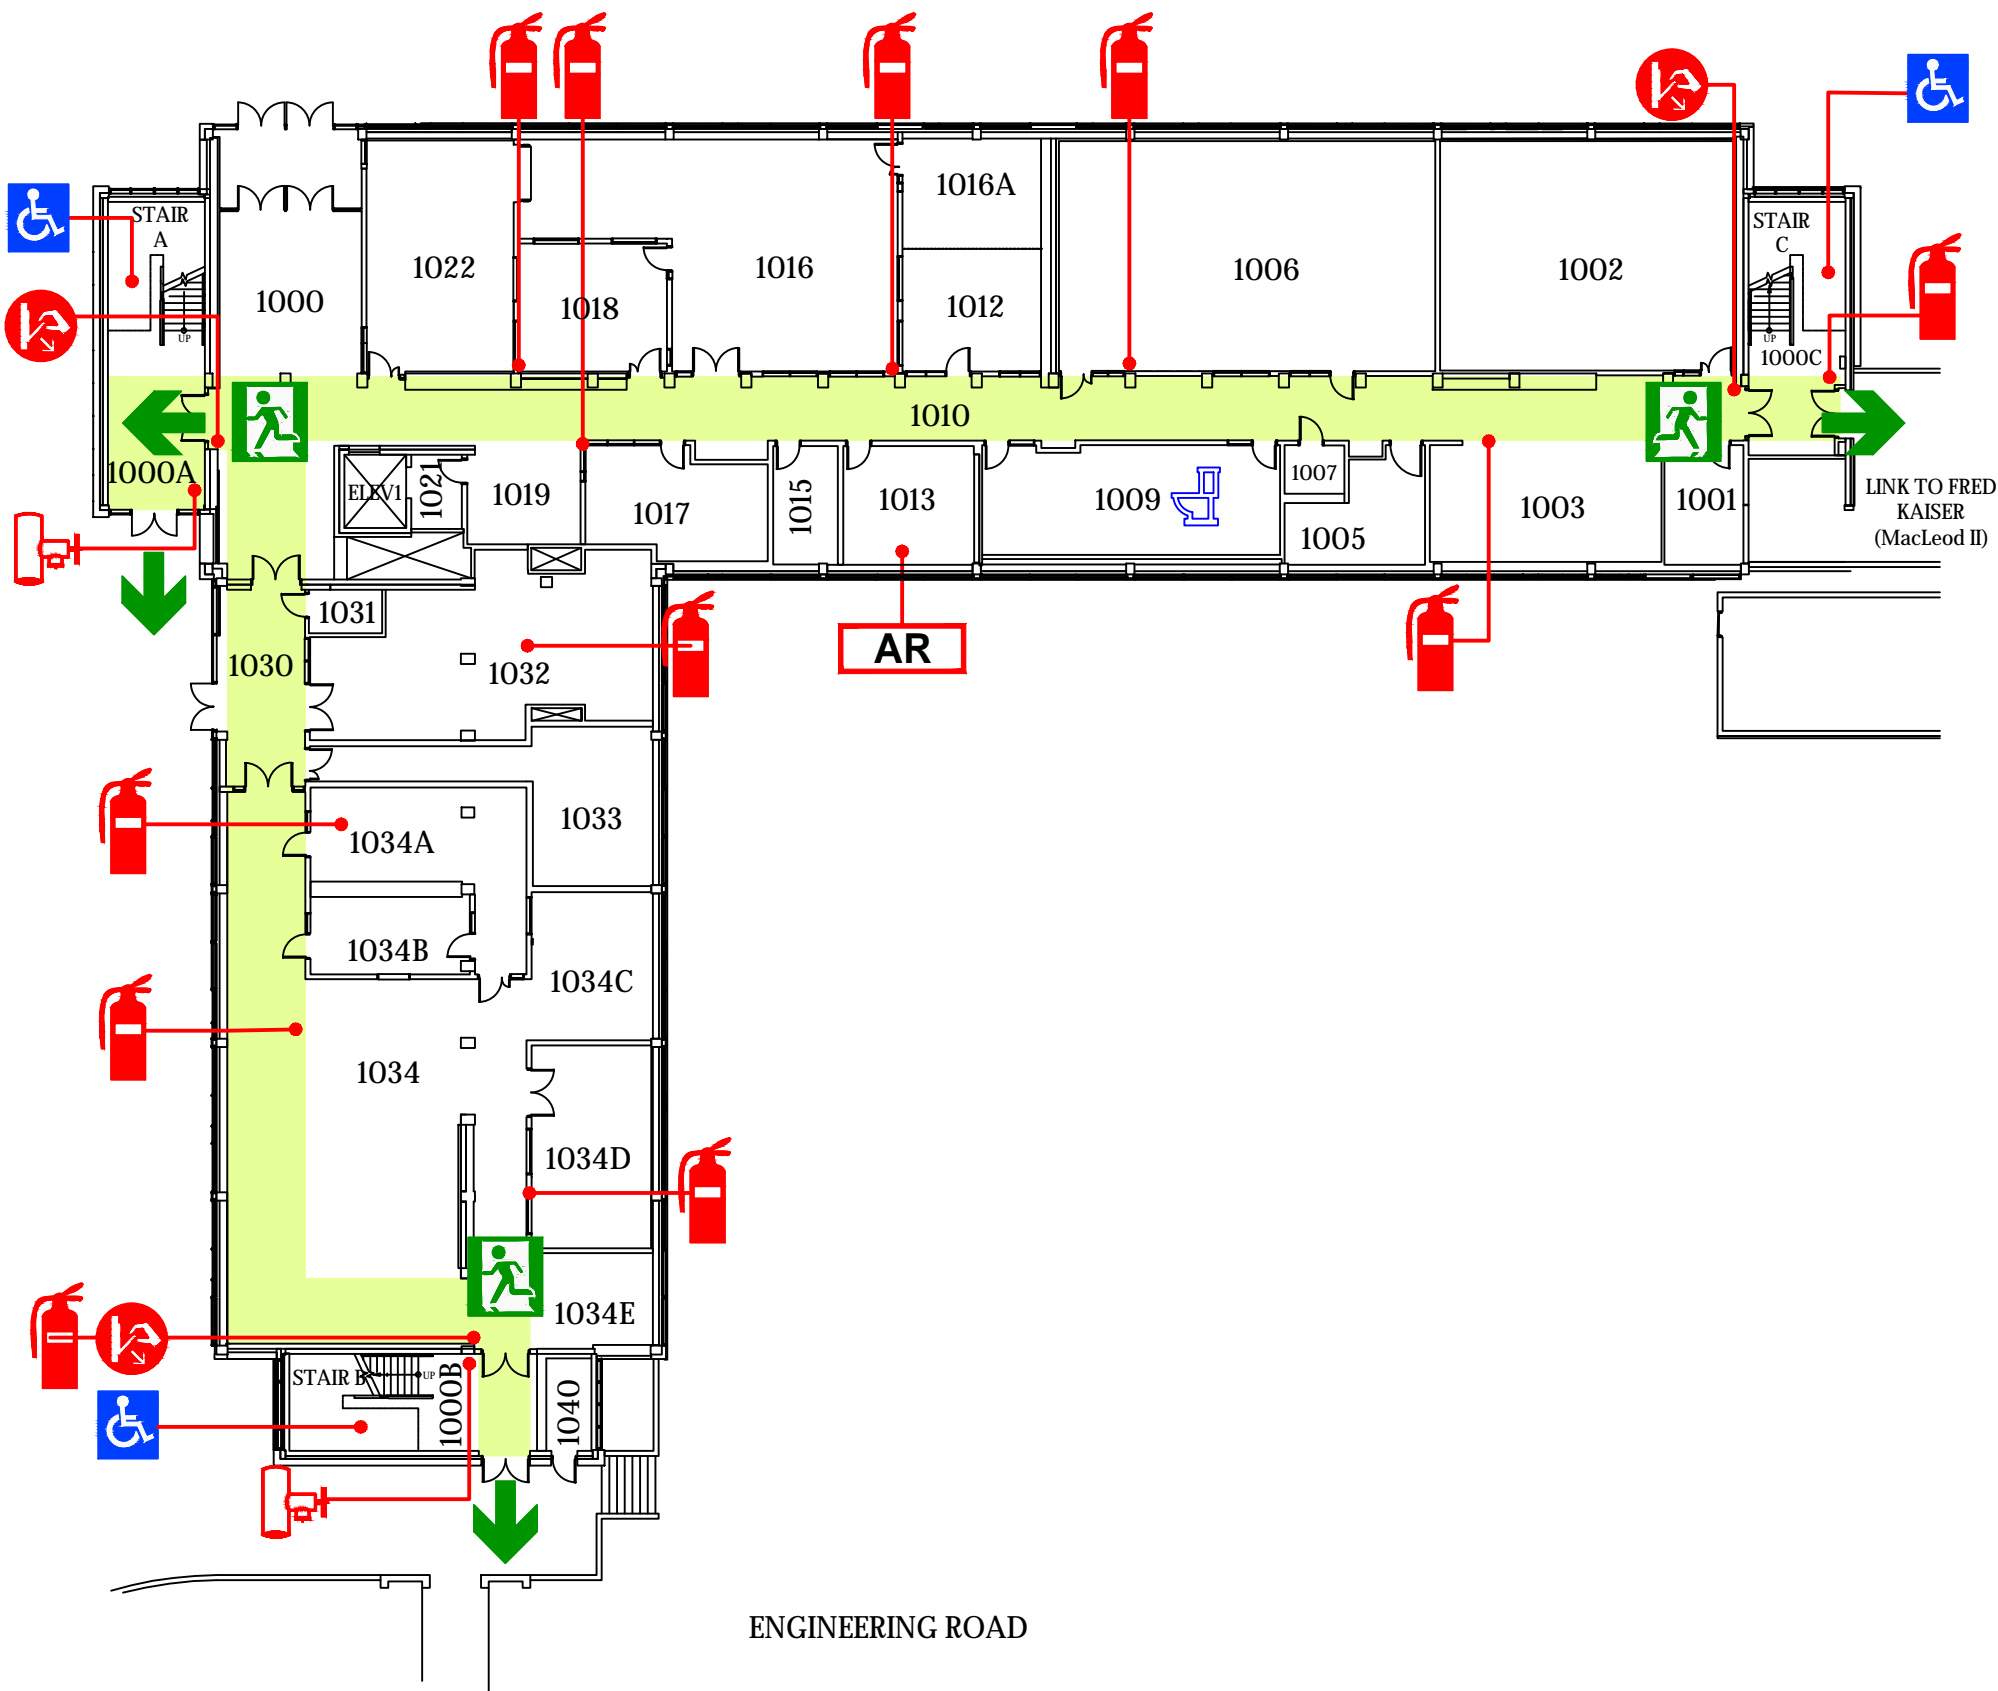 STAIR
A
STAIR
C
1016A
1022
1016
1006
1002
1000
1018
1012
UP
UP
1000C
1010
1000A
ELEV1
1021
1019
1017
1015
1013
1009
1007
1005
1003
1001
LINK TO FRED
KAISER
(MacLeod II)
1031
1030
1032
AR
1033
1034A
1034B
1034C
1034
1034D
1034E
STAIR B
UP
1000B
1040
ENGINEERING ROAD